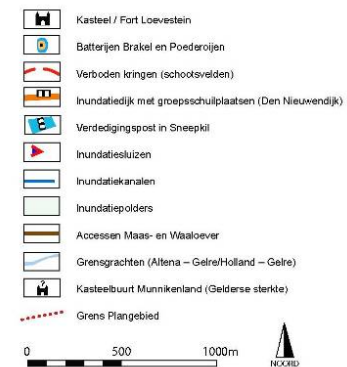 Kasteel / Fort Loevestein
Batterijen Brakel en Poederoijen
Verboden kringen (schootsvelden)
Inundatiedijk met groepsschuilplaatsen (Den Nieuwendijk)
Verdedigingspost in Sneepkil
Inundatiesluizen
Inundatiekanalen
Inundatiepolders
Accessen Maas- en Waaloever
Grensgrachten (Altena – Gelre/Holland – Gelre)
?
Kasteelbuurt Munnikenland (Gelderse sterkte)
Grens Plangebied
0 500 1000m
NOORD